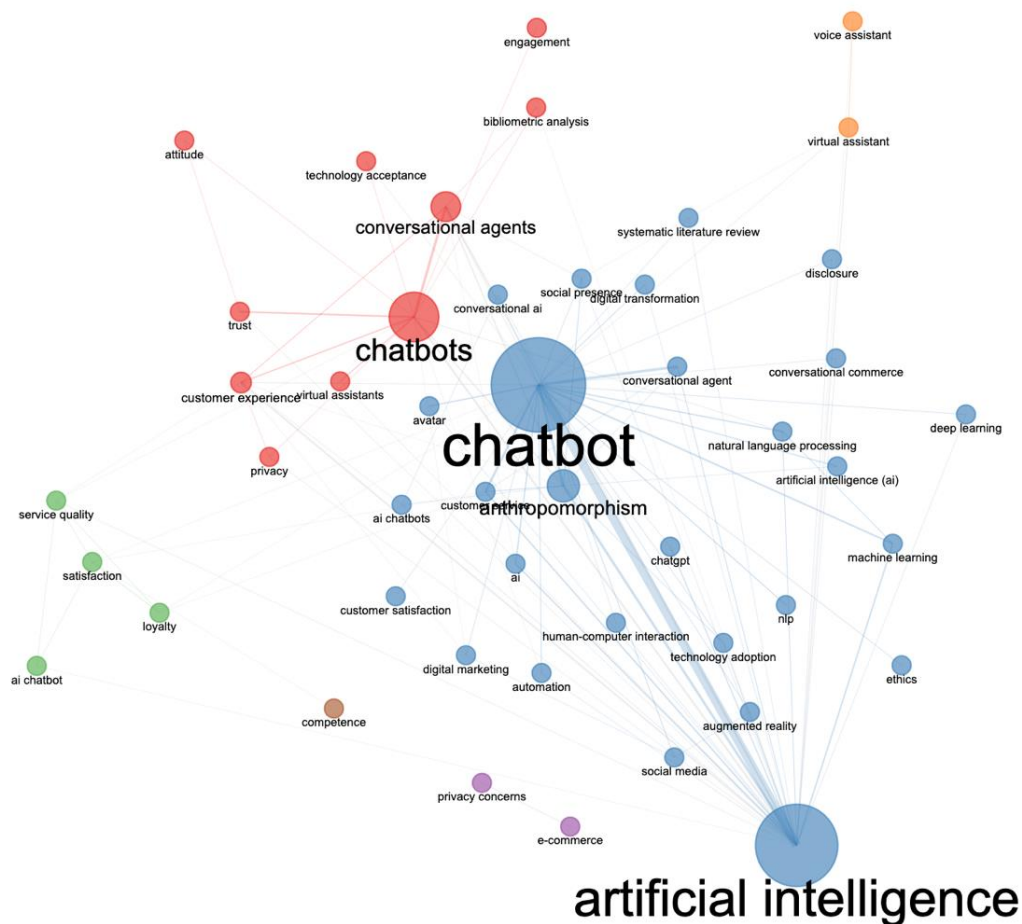 engagement
voice assistant
bibliometric analysis
virtual assistant
attitude
technology acceptance
conversational agents
systematic literature review
disclosure
social presence
digital transformation
conversational ai
trust
chatbots
conversational commerce
conversational agent
customer experience
virtual assistants
avatar
deep learning
chatbot
natural language processing
privacy
artificial intelligence (ai)
customer service
anthropomorphism
service quality
ai chatbots
machine learning
chatgpt
satisfaction
ai
customer satisfaction
nlp
loyalty
human-computer interaction
technology adoption
digital marketing
ai chatbot
ethics
automation
competence
augmented reality
social media
privacy concerns
e-commerce
artificial intelligence